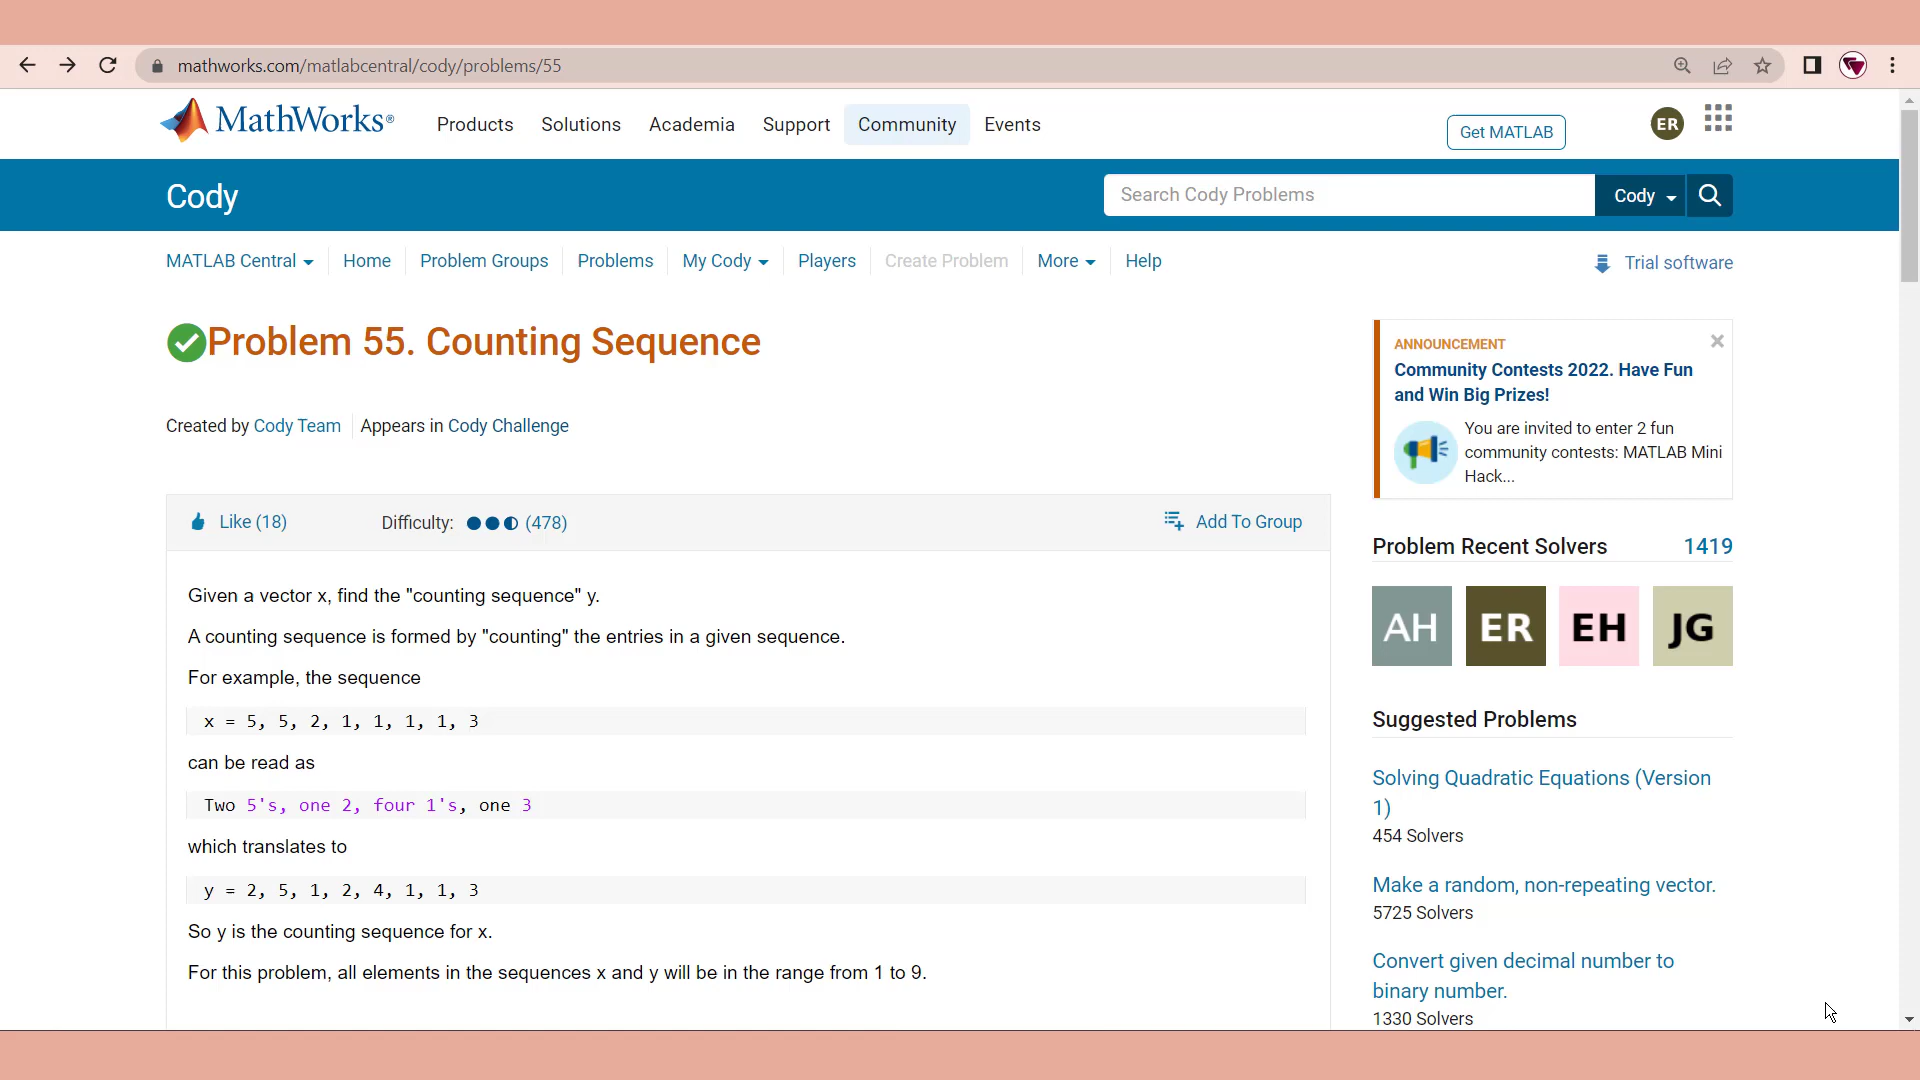 mathworks.com/matlabcentral/cody/problems/55
MathWorks®
Products Solutions Academia Support Community Events
Get MATLAB
ER
Cody
Search Cody Problems
Cody
MATLAB Central Home Problem Groups Problems My Cody Players Create Problem More Help
Trial software
Problem 55. Counting Sequence
Created by Cody Team Appears in Cody Challenge
Like (18)
Difficulty: (478)
Add To Group
Given a vector x, find the "counting sequence" y.
A counting sequence is formed by "counting" the entries in a given sequence.
For example, the sequence
x = 5, 5, 2, 1, 1, 1, 1, 3
can be read as
Two 5's, one 2, four 1's, one 3
which translates to
y = 2, 5, 1, 2, 4, 1, 1, 3
So y is the counting sequence for x.
For this problem, all elements in the sequences x and y will be in the range from 1 to 9.
ANNOUNCEMENT
Community Contests 2022. Have Fun
and Win Big Prizes!
You are invited to enter 2 fun
community contests: MATLAB Mini
Hack...
Problem Recent Solvers 1419
AH ER EH JG
Suggested Problems
Solving Quadratic Equations (Version
1)
454 Solvers
Make a random, non-repeating vector.
5725 Solvers
Convert given decimal number to
binary number.
1330 Solvers